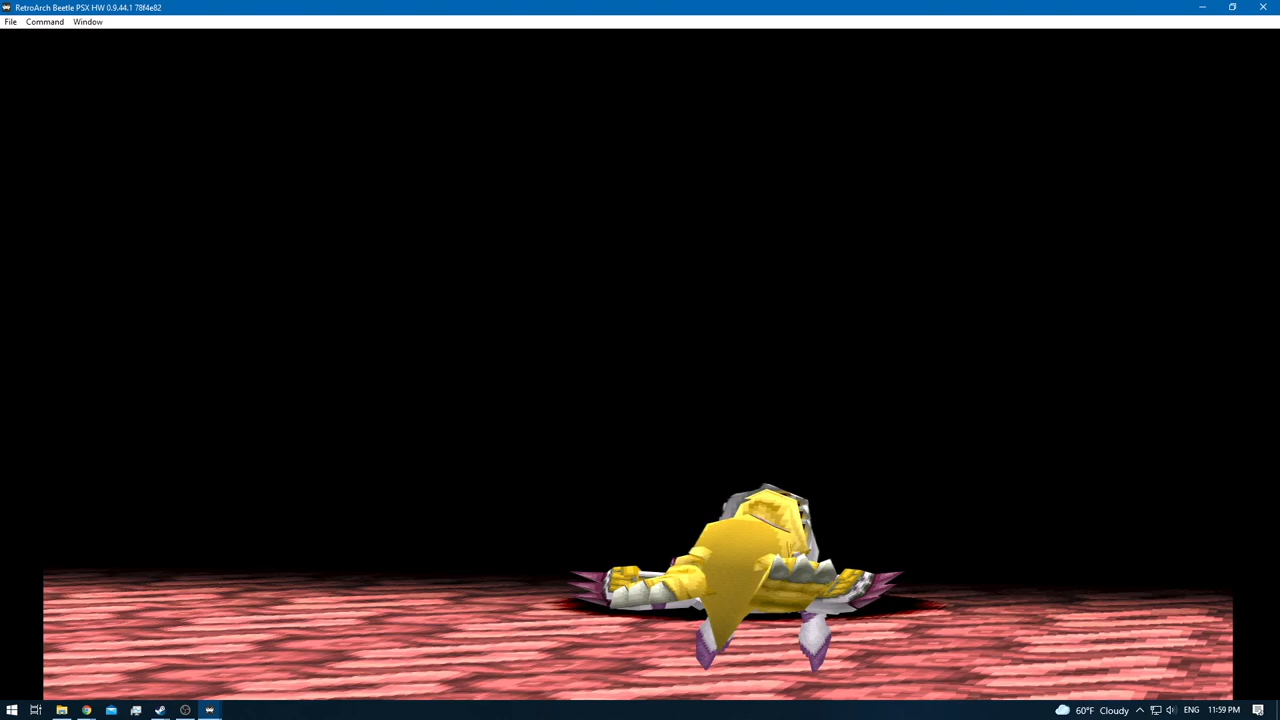 RetroArch Beetle PSX HW 0.9.44.1 78f4e82
File Command Window
60°F Cloudy ENG 11:59 PM